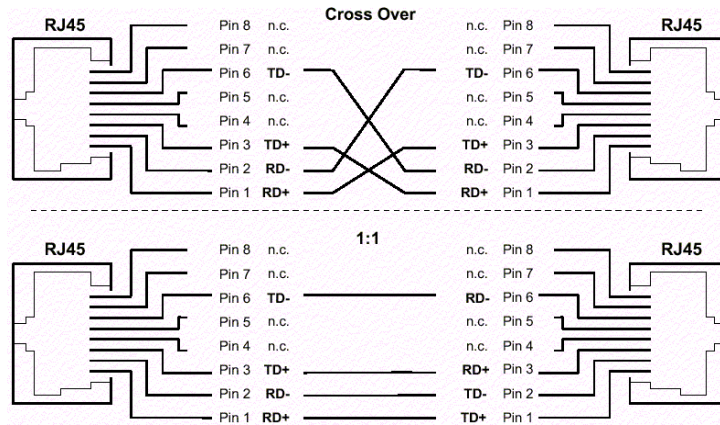 Cross Over
RJ45 Pin 8 n.c. n.c. Pin 8 RJ45
Pin 7 n.c. n.c. Pin 7
Pin 6 TD- TD- Pin 6
Pin 5 n.c. n.c. Pin 5
Pin 4 n.c. n.c. Pin 4
Pin 3 TD+ TD+ Pin 3
Pin 2 RD- RD- Pin 2
Pin 1 RD+ RD+ Pin 1
1:1
RJ45 Pin 8 n.c. n.c. Pin 8 RJ45
Pin 7 n.c. n.c. Pin 7
Pin 6 TD- RD- Pin 6
Pin 5 n.c. n.c. Pin 5
Pin 4 n.c. n.c. Pin 4
Pin 3 TD+ RD+ Pin 3
Pin 2 RD- TD- Pin 2
Pin 1 RD+ TD+ Pin 1